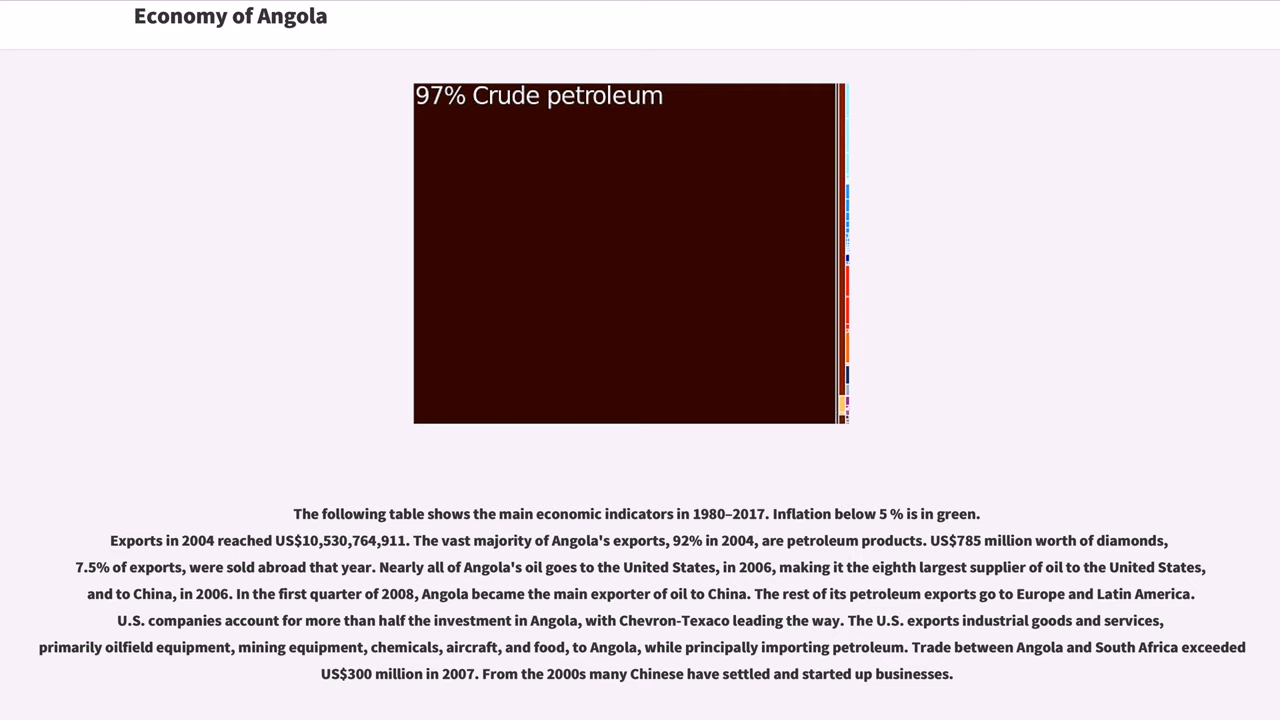 Economy of Angola
97% Crude petroleum
The following table shows the main economic indicators in 1980–2017. Inflation below 5 % is in green.
Exports in 2004 reached US$10,530,764,911. The vast majority of Angola's exports, 92% in 2004, are petroleum products. US$785 million worth of diamonds,
7.5% of exports, were sold abroad that year. Nearly all of Angola's oil goes to the United States, in 2006, making it the eighth largest supplier of oil to the United States,
and to China, in 2006. In the first quarter of 2008, Angola became the main exporter of oil to China. The rest of its petroleum exports go to Europe and Latin America.
U.S. companies account for more than half the investment in Angola, with Chevron-Texaco leading the way. The U.S. exports industrial goods and services,
primarily oilfield equipment, mining equipment, chemicals, aircraft, and food, to Angola, while principally importing petroleum. Trade between Angola and South Africa exceeded
US$300 million in 2007. From the 2000s many Chinese have settled and started up businesses.